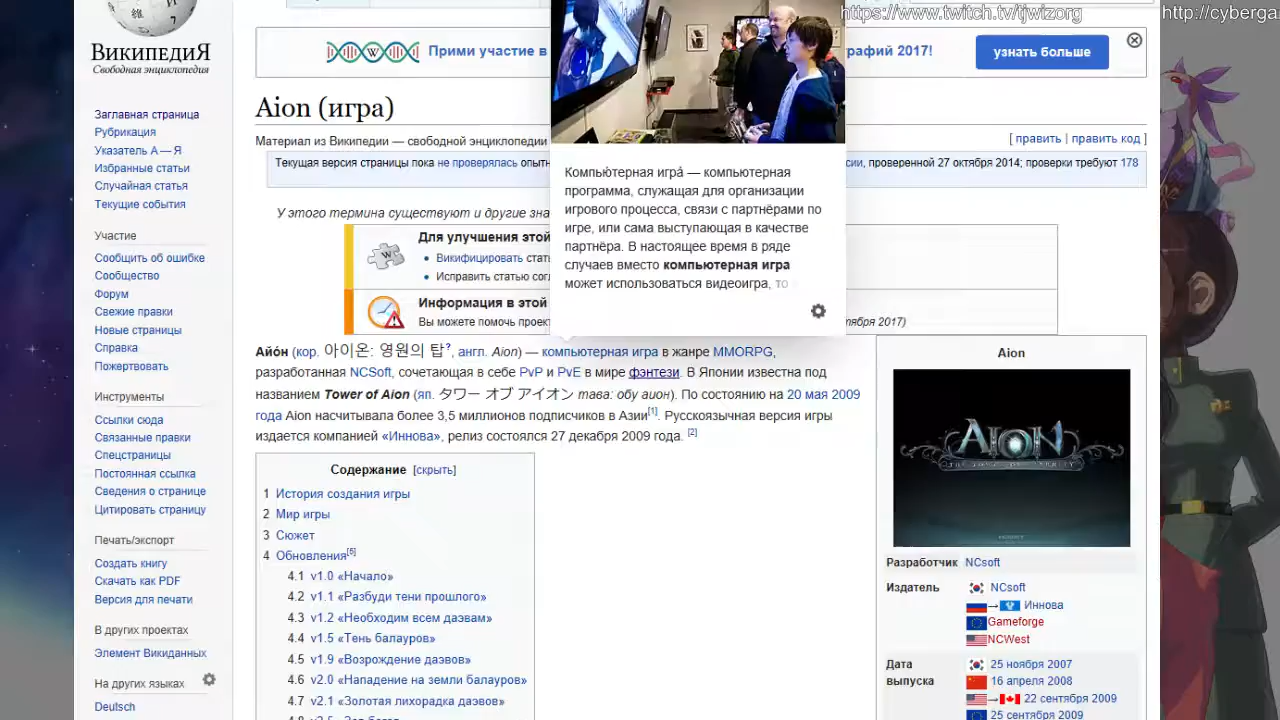 https://www.twitch.tv/tjwizorg
http://cyberga
ВикипедиЯ
Свободная энциклопедия
Заглавная страница
Рубрикация
Указатель А — Я
Избранные статьи
Случайная статья
Текущие события
Участие
Сообщить об ошибке
Сообщество
Форум
Свежие правки
Новые страницы
Справка
Пожертвовать
Инструменты
Ссылки сюда
Связанные правки
Спецстраницы
Постоянная ссылка
Сведения о странице
Цитировать страницу
Печать/экспорт
Создать книгу
Скачать как PDF
Версия для печати
В других проектах
Элемент Викиданных
На других языках
Deutsch
Прими участие в
графий 2017!
узнать больше
Aion (игра)
Материал из Википедии — свободной энциклопедии
[ править | править код ]
Текущая версия страницы пока не проверялась опытн
сии, проверенной 27 октября 2014; проверки требуют 178
У этого термина существуют и другие зна
Для улучшения этой
• Викифицировать стать
• Исправить статью согл
Информация в этой
Вы можете помочь проект
тября 2017)
Компью́терная игра́ — компьютерная
программа, служащая для организации
игрового процесса, связи с партнёрами по
игре, или сама выступающая в качестве
партнёра. В настоящее время в ряде
случаев вместо компьютерная игра
может использоваться видеоигра, то
Айо́н (кор. 아이온: 영원의 탑?, англ. Aion) — компьютерная игра в жанре MMORPG,
разработанная NCSoft, сочетающая в себе PvP и PvE в мире фэнтези. В Японии известна под
названием Tower of Aion (яп. タワー オブ アイオン тава: обу аион). По состоянию на 20 мая 2009
года Aion насчитывала более 3,5 миллионов подписчиков в Азии[1]. Русскоязычная версия игры
издается компанией «Иннова», релиз состоялся 27 декабря 2009 года. [2]
Содержание [скрыть]
1 История создания игры
2 Мир игры
3 Сюжет
4 Обновления[6]
4.1 v1.0 «Начало»
4.2 v1.1 «Разбуди тени прошлого»
4.3 v1.2 «Необходим всем даэвам»
4.4 v1.5 «Тень балауров»
4.5 v1.9 «Возрождение даэвов»
4.6 v2.0 «Нападение на земли балауров»
4.7 v2.1 «Золотая лихорадка даэвов»
Aion
AION
Разработчик NCsoft
Издатель NCsoft
→ Иннова
Gameforge
NCWest
Дата выпуска
25 ноября 2007
16 апреля 2008
→ 22 сентября 2009
25 сентября 2009